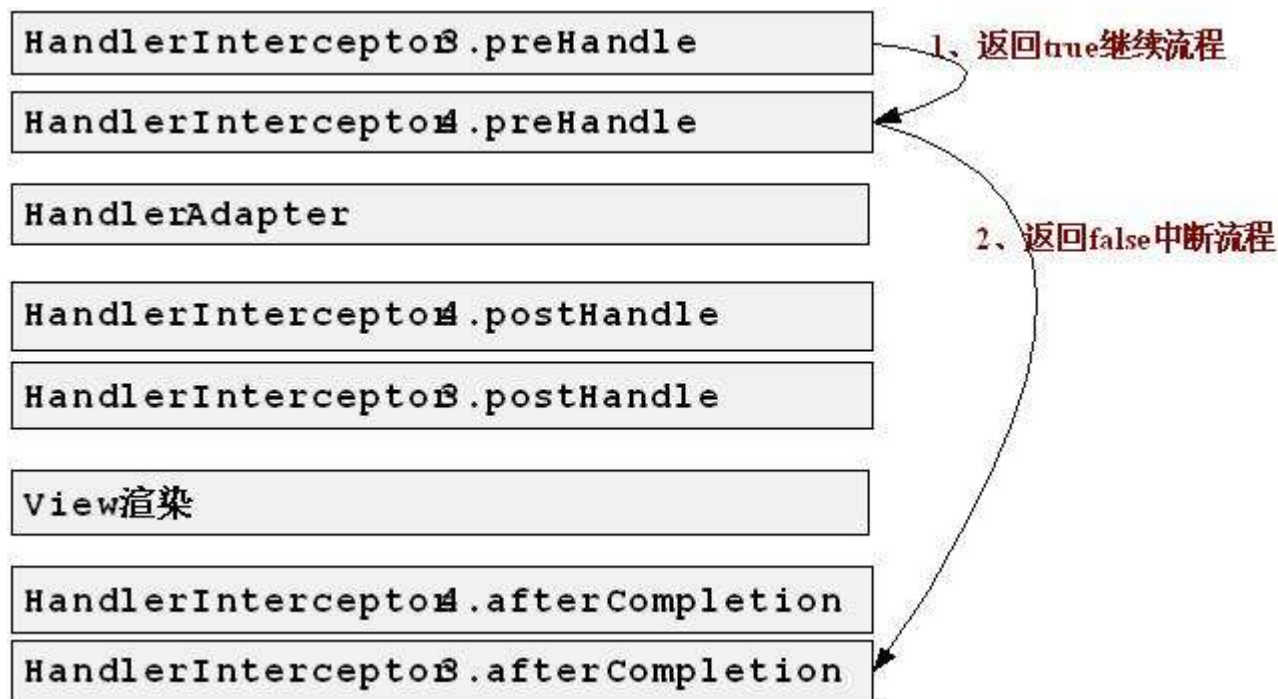 HandlerInterceptor3.preHandle
1、返回true继续流程
HandlerInterceptor4.preHandle
HandlerAdapter
2、返回false中断流程
HandlerInterceptor4.postHandle
HandlerInterceptor3.postHandle
View渲染
HandlerInterceptor4.afterCompletion
HandlerInterceptor3.afterCompletion